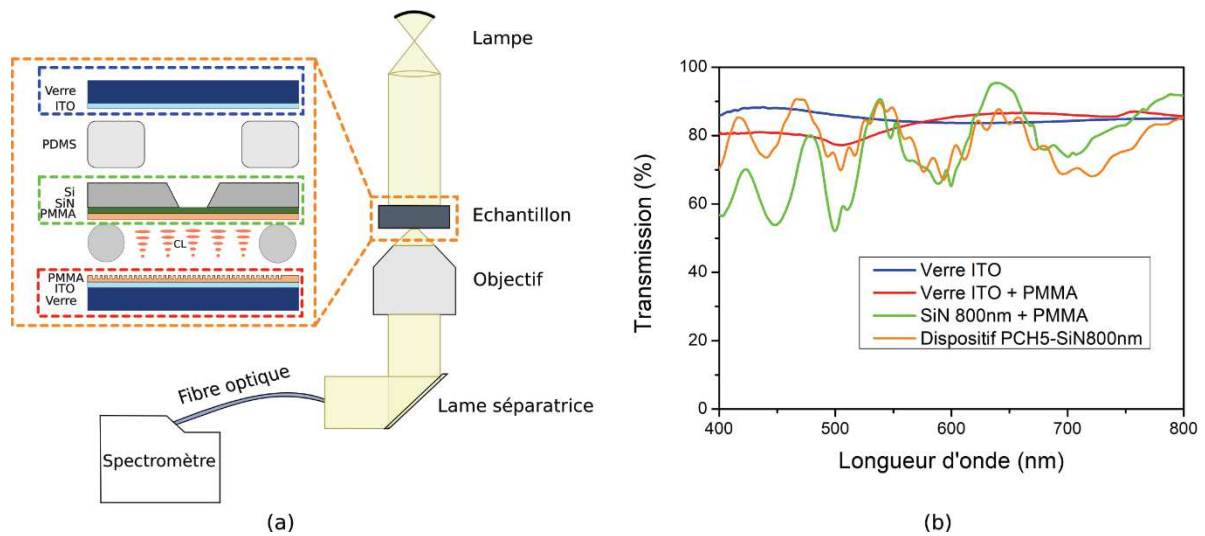 Lampe
Verre
ITO
PDMS
Si
SiN
PMMA
CL
PMMA
ITO
Verre
Echantillon
Objectif
Fibre optique
Lame séparatrice
Spectromètre
(a)
Transmission (%)
100
80
60
40
20
0
Verre ITO
Verre ITO + PMMA
SiN 800nm + PMMA
Dispositif PCH5-SiN800nm
400
500
600
700
800
Longueur d'onde (nm)
(b)